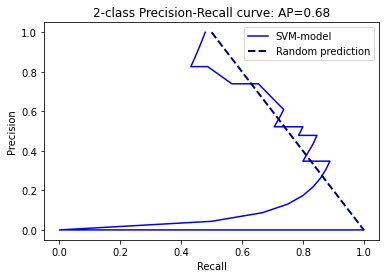 2-class Precision-Recall curve: AP=0.68
SVM-model
Random prediction
Precision
1.0
0.8
0.6
0.4
0.2
0.0
0.0 0.2 0.4 0.6 0.8 1.0
Recall